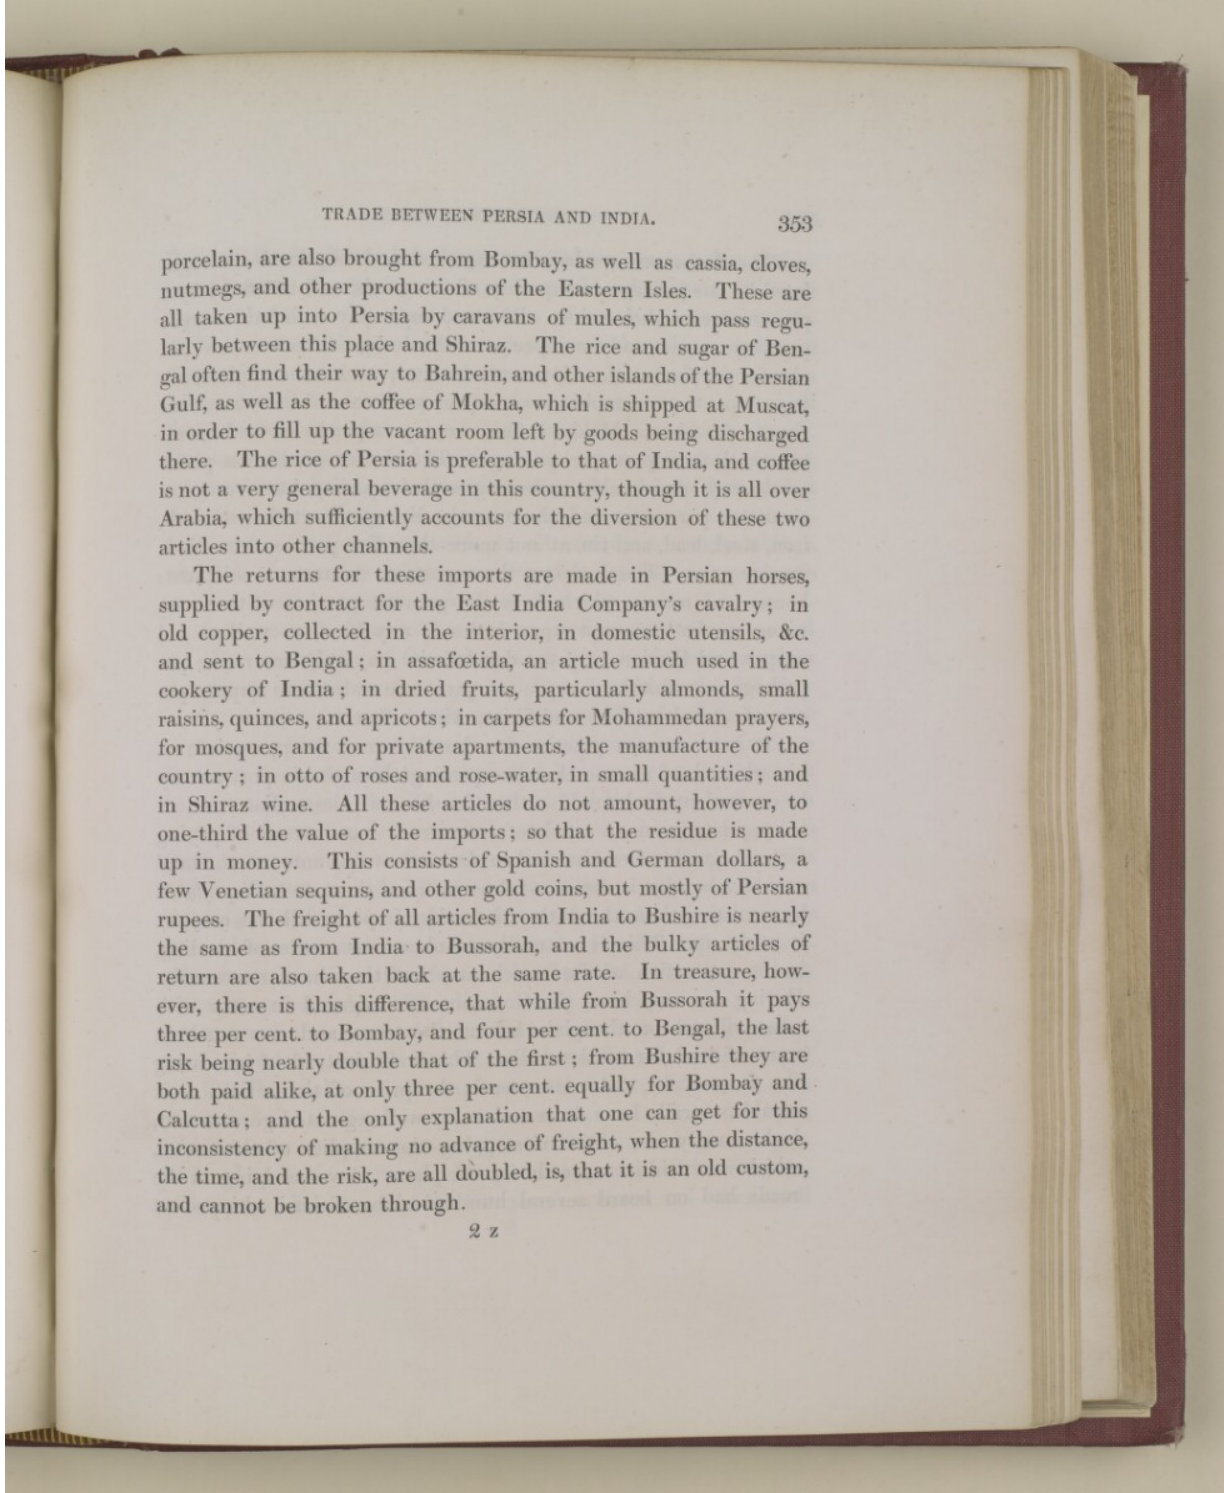 TRADE BETWEEN PERSIA AND INDIA. 353
porcelain, are also brought from Bombay, as well as cassia, cloves,
nutmegs, and other productions of the Eastern Isles. These are
all taken up into Persia by caravans of mules, which pass regu-
larly between this place and Shiraz. The rice and sugar of Ben-
gal often find their way to Bahrein, and other islands of the Persian
Gulf, as well as the coffee of Mokha, which is shipped at Muscat,
in order to fill up the vacant room left by goods being discharged
there. The rice of Persia is preferable to that of India, and coffee
is not a very general beverage in this country, though it is all over
Arabia, which sufficiently accounts for the diversion of these two
articles into other channels.
The returns for these imports are made in Persian horses,
supplied by contract for the East India Company's cavalry; in
old copper, collected in the interior, in domestic utensils, &c.
and sent to Bengal; in assafœtida, an article much used in the
cookery of India; in dried fruits, particularly almonds, small
raisins, quinces, and apricots; in carpets for Mohammedan prayers,
for mosques, and for private apartments, the manufacture of the
country; in otto of roses and rose-water, in small quantities; and
in Shiraz wine. All these articles do not amount, however, to
one-third the value of the imports; so that the residue is made
up in money. This consists of Spanish and German dollars, a
few Venetian sequins, and other gold coins, but mostly of Persian
rupees. The freight of all articles from India to Bushire is nearly
the same as from India to Bussorah, and the bulky articles of
return are also taken back at the same rate. In treasure, how-
ever, there is this difference, that while from Bussorah it pays
three per cent. to Bombay, and four per cent. to Bengal, the last
risk being nearly double that of the first; from Bushire they are
both paid alike, at only three per cent. equally for Bombay and
Calcutta; and the only explanation that one can get for this
inconsistency of making no advance of freight, when the distance,
the time, and the risk, are all doubled, is, that it is an old custom,
and cannot be broken through.
2 z